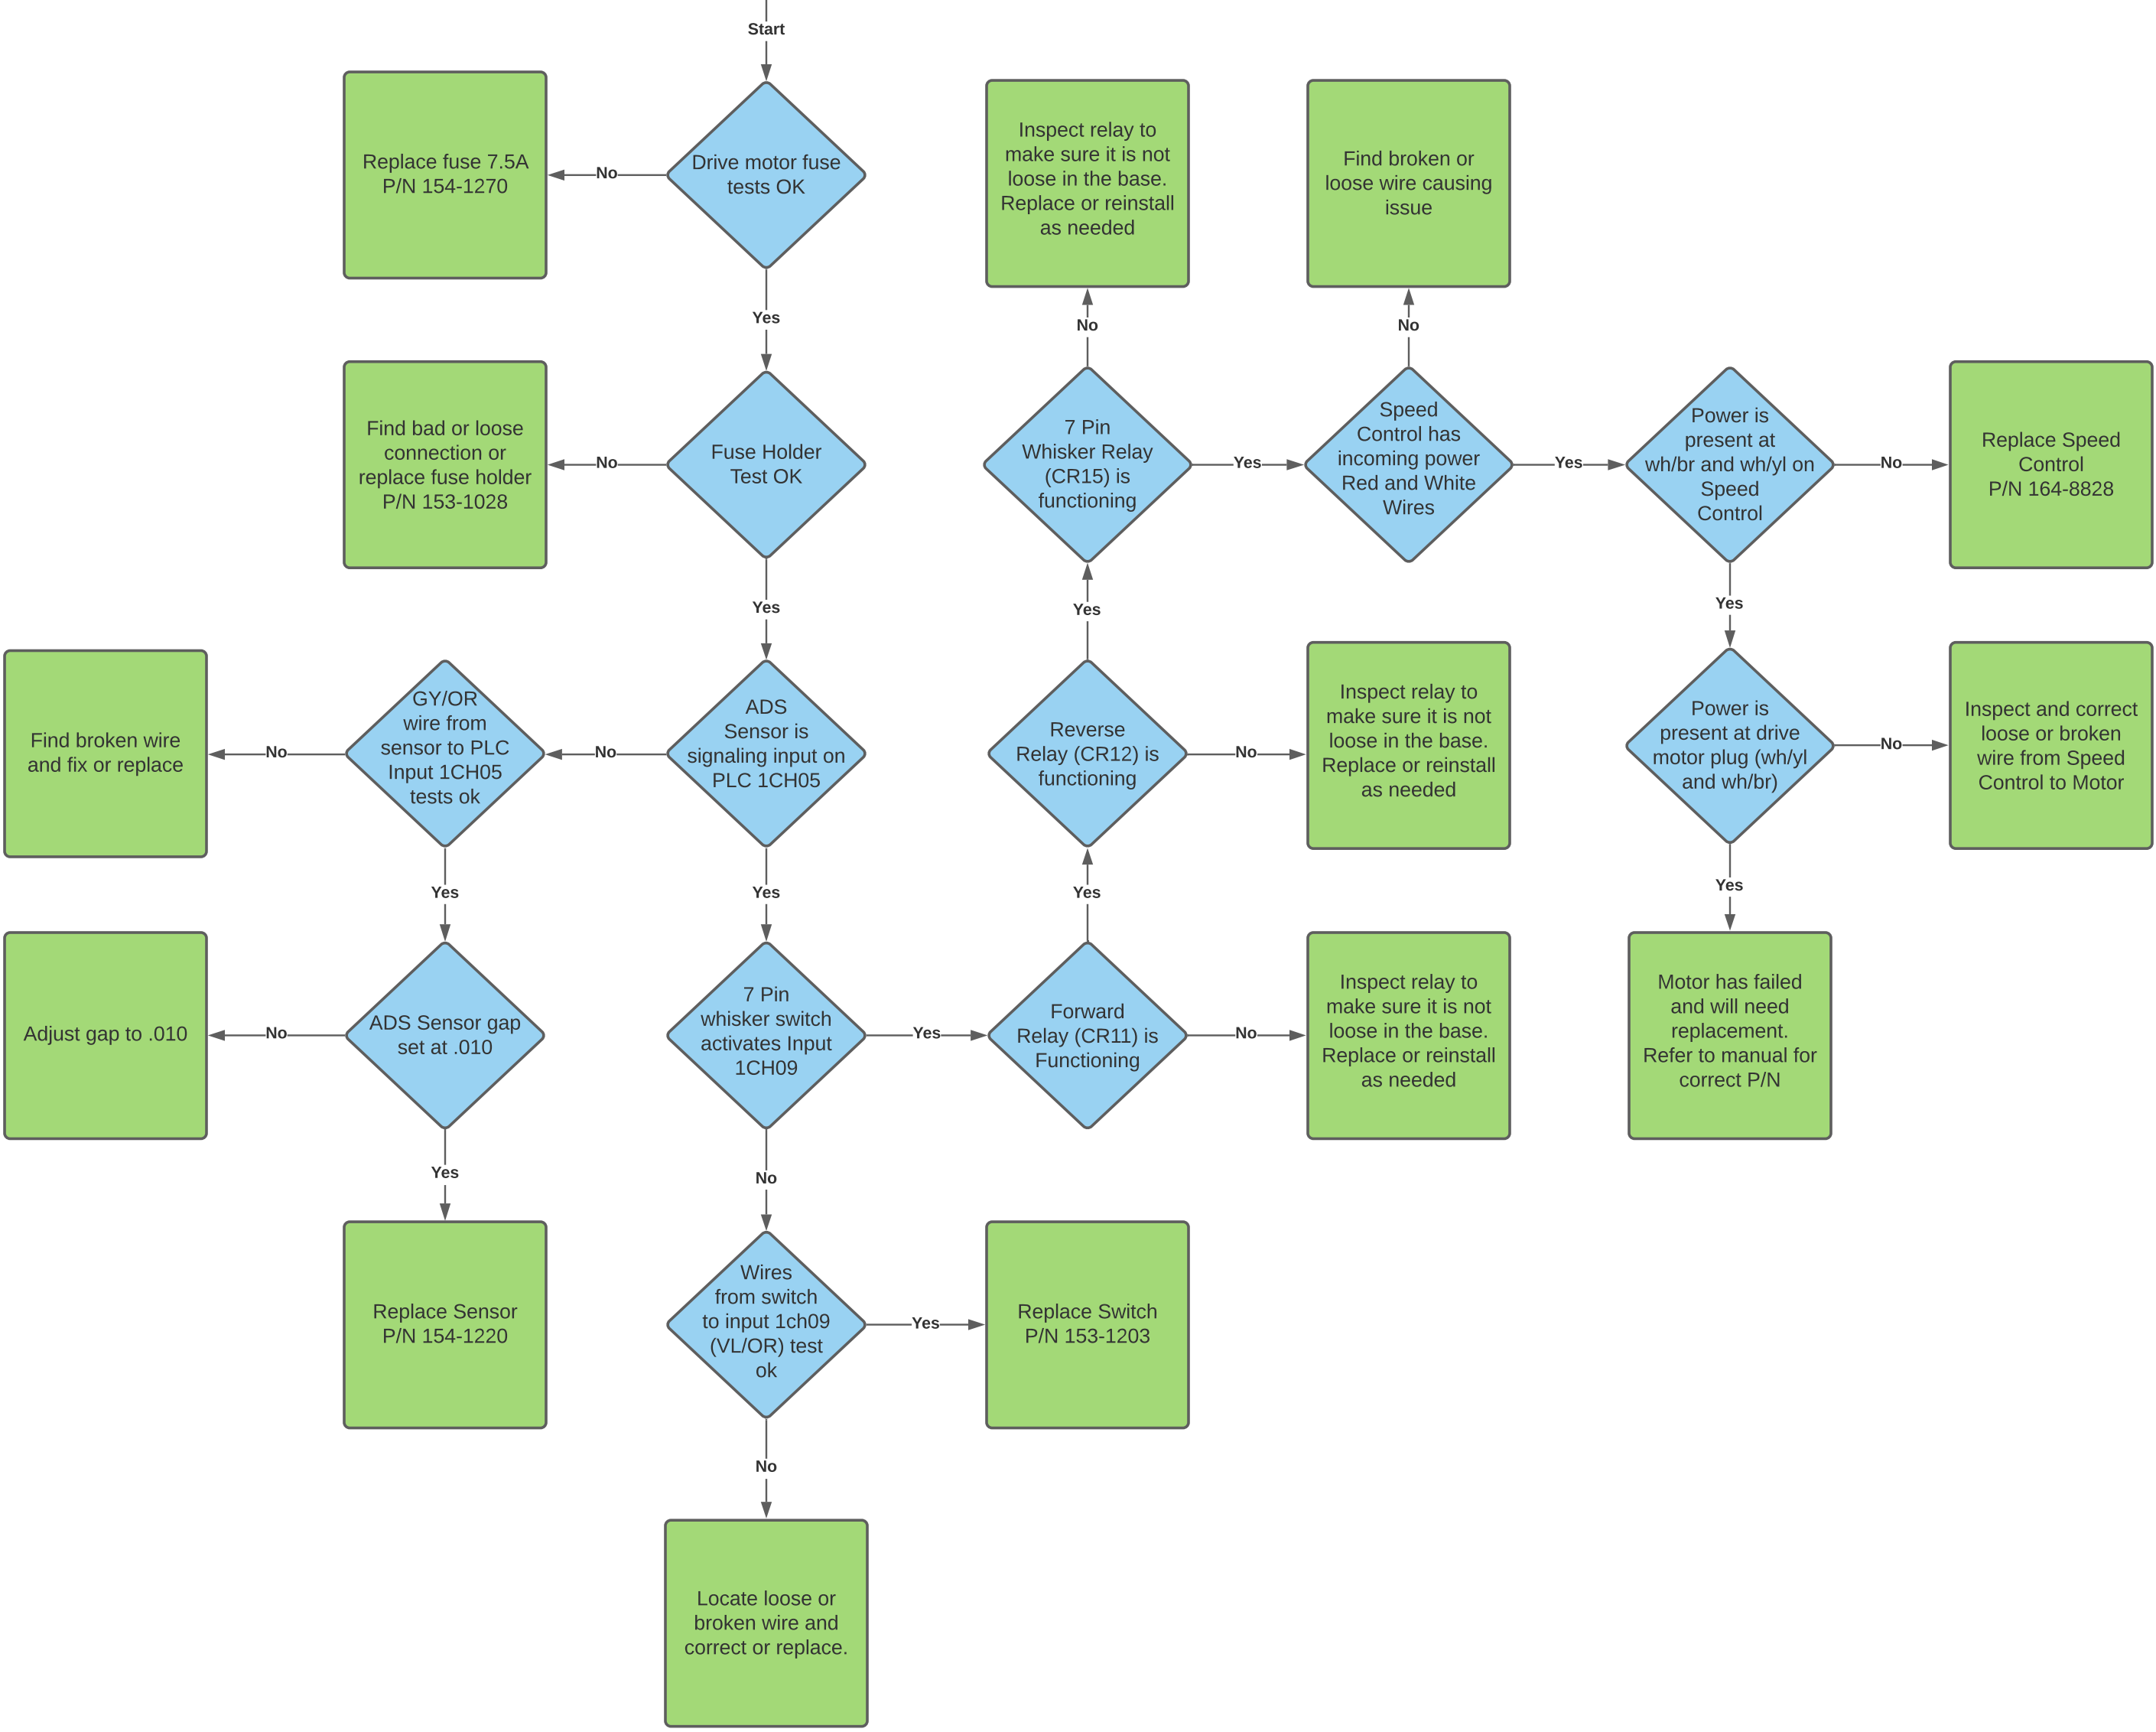 Start
Drive motor fuse
tests OK
No
Replace fuse 7.5A
P/N 154-1270
Yes
Fuse Holder
Test OK
No
Find bad or loose
connection or
replace fuse holder
P/N 153-1028
Yes
ADS
Sensor is
signaling input on
PLC 1CH05
No
GY/OR
wire from
sensor to PLC
Input 1CH05
tests ok
No
Find broken wire
and fix or replace
Yes
ADS Sensor gap
set at .010
No
Adjust gap to .010
Yes
Replace Sensor
P/N 154-1220
Yes
7 Pin
whisker switch
activates Input
1CH09
No
Wires
from switch
to input 1ch09
(VL/OR) test
ok
Yes
Replace Switch
P/N 153-1203
No
Locate loose or
broken wire and
correct or replace.
Yes
Forward
Relay (CR11) is
Functioning
No
Inspect relay to
make sure it is not
loose in the base.
Replace or reinstall
as needed
Yes
Reverse
Relay (CR12) is
functioning
No
Inspect relay to
make sure it is not
loose in the base.
Replace or reinstall
as needed
Yes
7 Pin
Whisker Relay
(CR15) is
functioning
No
Inspect relay to
make sure it is not
loose in the base.
Replace or reinstall
as needed
Yes
Speed
Control has
incoming power
Red and White
Wires
No
Find broken or
loose wire causing
issue
Yes
Power is
present at
wh/br and wh/yl on
Speed
Control
No
Replace Speed
Control
P/N 164-8828
Yes
Power is
present at drive
motor plug (wh/yl
and wh/br)
No
Inspect and correct
loose or broken
wire from Speed
Control to Motor
Yes
Motor has failed
and will need
replacement.
Refer to manual for
correct P/N